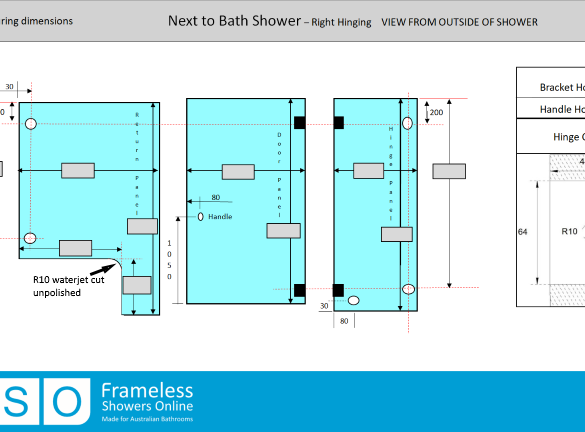 ring dimensions
Next to Bath Shower – Right Hinging VIEW FROM OUTSIDE OF SHOWER
30
0
Return Panel
R10 waterjet cut
unpolished
Door Panel
80
Handle
1050
Hinge Panel
200
30
80
Bracket Ho
Handle Ho
Hinge C
4
64
R10
SO
Frameless
Showers Online
Made for Australian Bathrooms